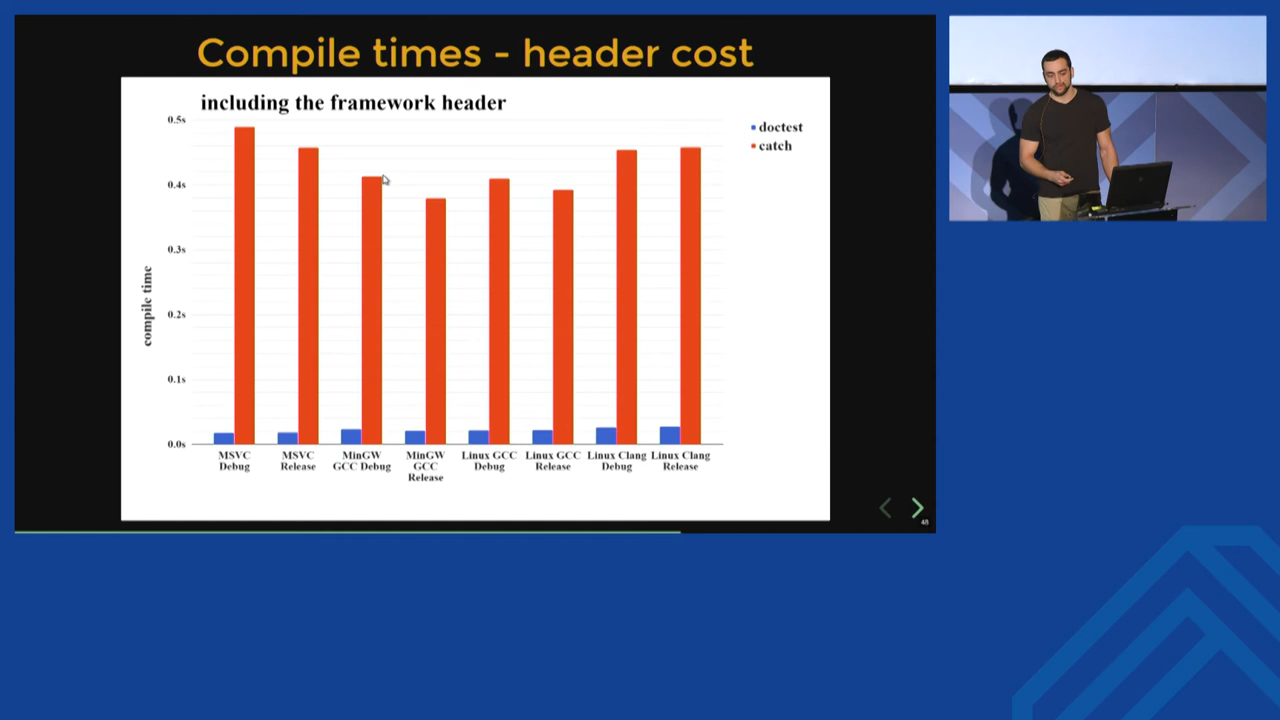 Compile times - header cost
including the framework header
doctest
catch
0.5s
0.4s
0.3s
0.2s
0.1s
0.0s
compile time
MSVC
Debug
MSVC
Release
MinGW
GCC Debug
MinGW
GCC
Release
Linux GCC
Debug
Linux GCC
Release
Linux Clang
Debug
Linux Clang
Release
48